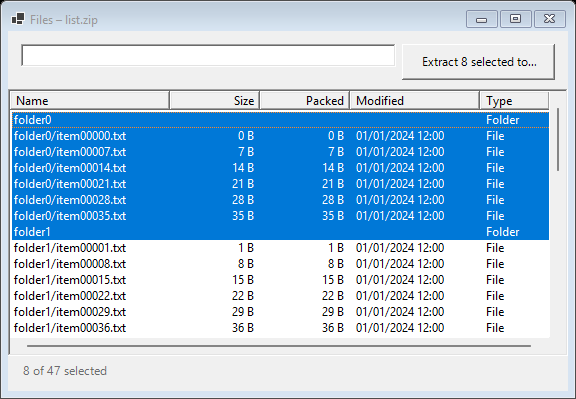 Files – list.zip
Extract 8 selected to...
Name Size Packed Modified Type
folder0 Folder
folder0/item00000.txt 0 B 0 B 01/01/2024 12:00 File
folder0/item00007.txt 7 B 7 B 01/01/2024 12:00 File
folder0/item00014.txt 14 B 14 B 01/01/2024 12:00 File
folder0/item00021.txt 21 B 21 B 01/01/2024 12:00 File
folder0/item00028.txt 28 B 28 B 01/01/2024 12:00 File
folder0/item00035.txt 35 B 35 B 01/01/2024 12:00 File
folder1 Folder
folder1/item00001.txt 1 B 1 B 01/01/2024 12:00 File
folder1/item00008.txt 8 B 8 B 01/01/2024 12:00 File
folder1/item00015.txt 15 B 15 B 01/01/2024 12:00 File
folder1/item00022.txt 22 B 22 B 01/01/2024 12:00 File
folder1/item00029.txt 29 B 29 B 01/01/2024 12:00 File
folder1/item00036.txt 36 B 36 B 01/01/2024 12:00 File
8 of 47 selected